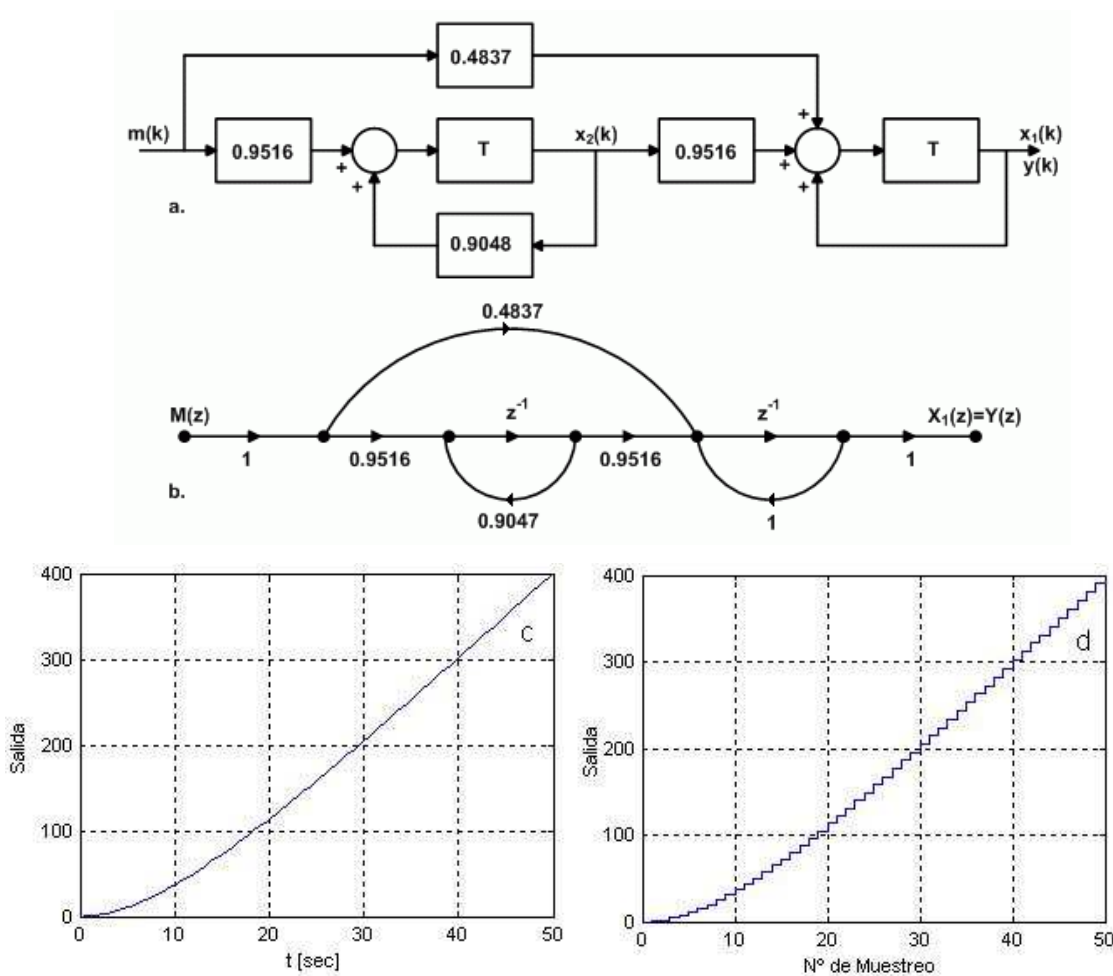 0.4837
m(k)
0.9516
T
x₂(k)
0.9516
T
x₁(k)
y(k)
+
+
+
+
+
a.
0.9048
0.4837
M(z)
z⁻¹
z⁻¹
X₁(z)=Y(z)
1
0.9516
0.9516
1
b.
0.9047
1
400
300
200
100
0
Salida
c
0 10 20 30 40 50
t [sec]
400
300
200
100
0
Salida
d
0 10 20 30 40 50
Nº de Muestreo